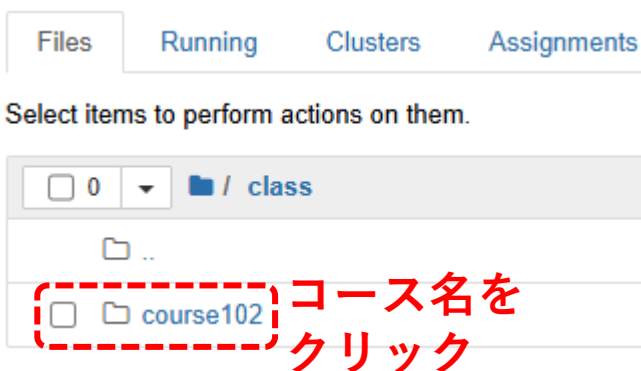 Files Running Clusters Assignments
Select items to perform actions on them.
0 / class
..
course102
コース名を
クリック